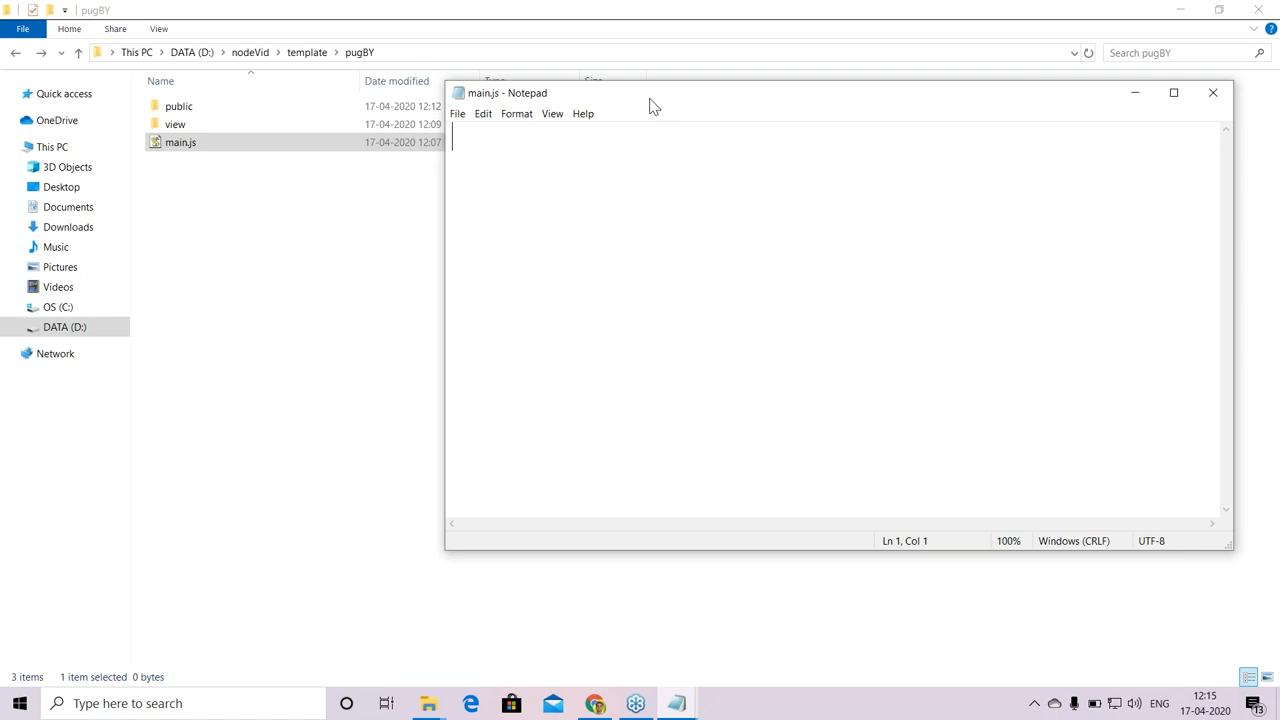 pugBY
File Home Share View
This PC DATA (D:) nodeVid template pugBY
Search pugBY
Name Date modified Type Size
Quick access
OneDrive
This PC
3D Objects
Desktop
Documents
Downloads
Music
Pictures
Videos
OS (C:)
DATA (D:)
Network
public 17-04-2020 12:12
view 17-04-2020 12:09
main.js 17-04-2020 12:07
main.js - Notepad
File Edit Format View Help
Ln 1, Col 1 100% Windows (CRLF) UTF-8
3 items 1 item selected 0 bytes
Type here to search
ENG
12:15
17-04-2020
13